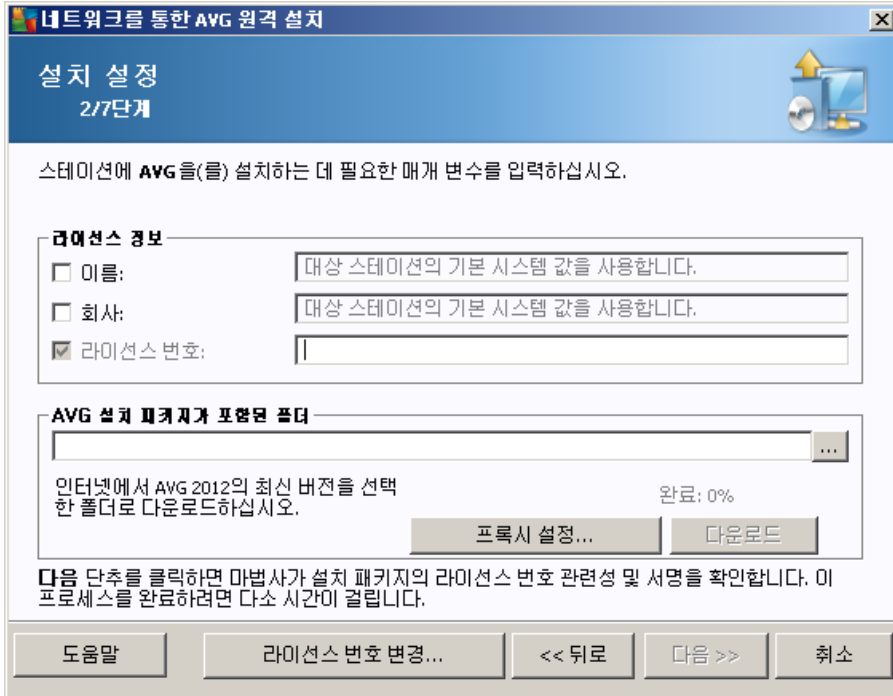 네트워크를 통한 AVG 원격 설치
설치 설정
2/7단계
스테이션에 AVG을(를) 설치하는 데 필요한 매개 변수를 입력하십시오.
라이선스 정보
이름:
대상 스테이션의 기본 시스템 값을 사용합니다.
회사:
대상 스테이션의 기본 시스템 값을 사용합니다.
라이선스 번호:
AVG 설치 패키지가 포함된 폴더
...
인터넷에서 AVG 2012의 최신 버전을 선택
한 폴더로 다운로드하십시오.
완료: 0%
프록시 설정...
다운로드
다음 단추를 클릭하면 마법사가 설치 패키지의 라이선스 번호 관련성 및 서명을 확인합니다. 이
프로세스를 완료하려면 다소 시간이 걸립니다.
도움말
라이선스 번호 변경...
<< 뒤로
다음 >>
취소